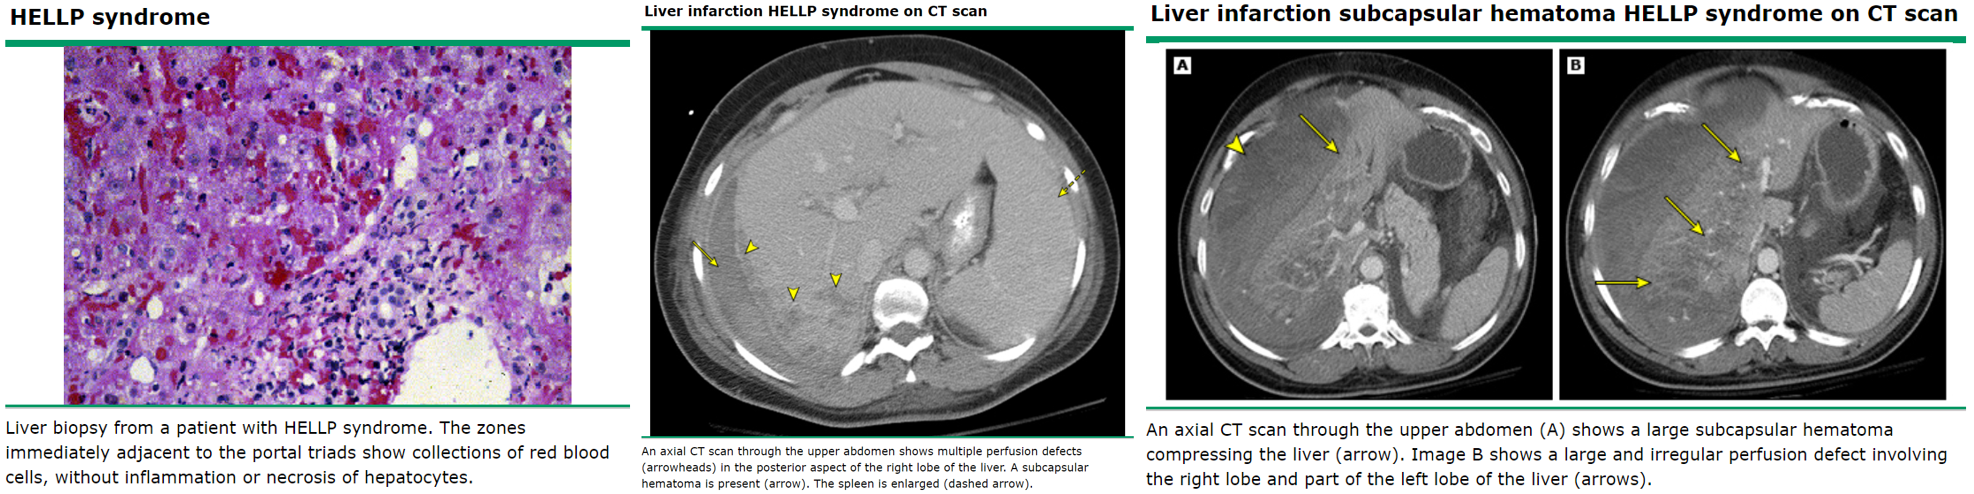 HELLP syndrome
Liver biopsy from a patient with HELLP syndrome. The zones
immediately adjacent to the portal triads show collections of red blood
cells, without inflammation or necrosis of hepatocytes.
Liver infarction HELLP syndrome on CT scan
An axial CT scan through the upper abdomen shows multiple perfusion defects
(arrowheads) in the posterior aspect of the right lobe of the liver. A subcapsular
hematoma is present (arrow). The spleen is enlarged (dashed arrow).
Liver infarction subcapsular hematoma HELLP syndrome on CT scan
A
B
An axial CT scan through the upper abdomen (A) shows a large subcapsular hematoma
compressing the liver (arrow). Image B shows a large and irregular perfusion defect involving
the right lobe and part of the left lobe of the liver (arrows).